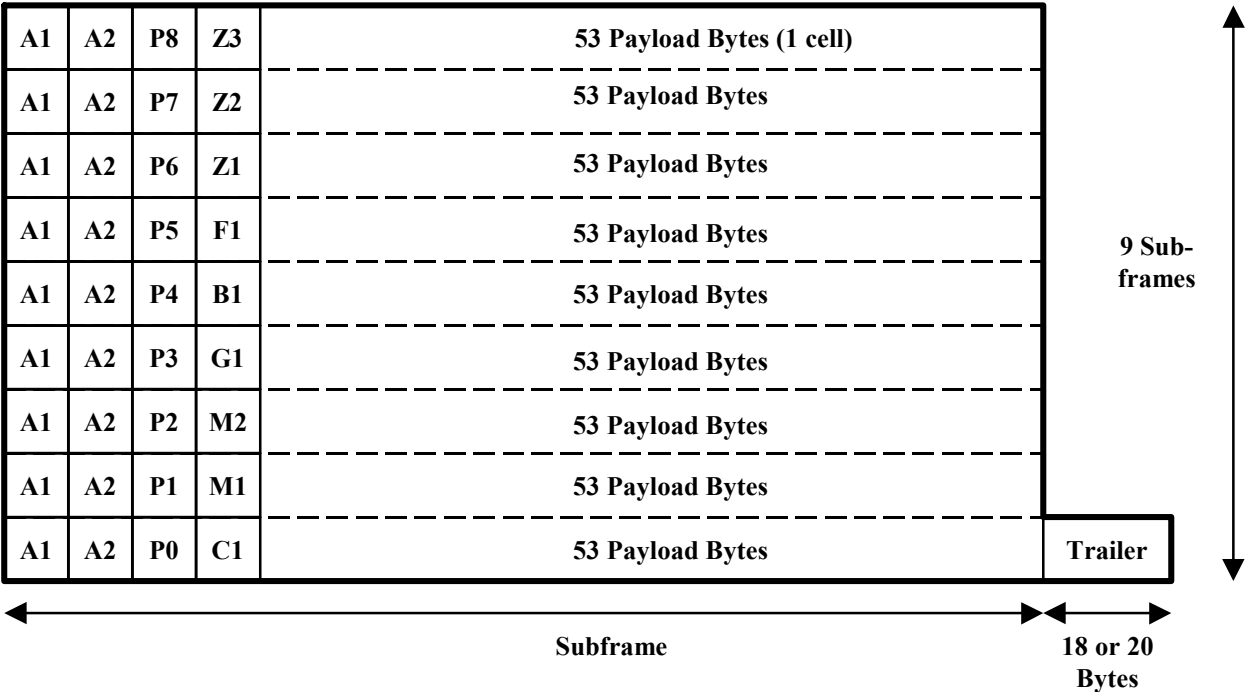 A1 A2 P8 Z3 53 Payload Bytes (1 cell)
A1 A2 P7 Z2 53 Payload Bytes
A1 A2 P6 Z1 53 Payload Bytes
A1 A2 P5 F1 53 Payload Bytes
A1 A2 P4 B1 53 Payload Bytes
A1 A2 P3 G1 53 Payload Bytes
A1 A2 P2 M2 53 Payload Bytes
A1 A2 P1 M1 53 Payload Bytes
A1 A2 P0 C1 53 Payload Bytes Trailer
9 Sub-
frames
Subframe
18 or 20
Bytes